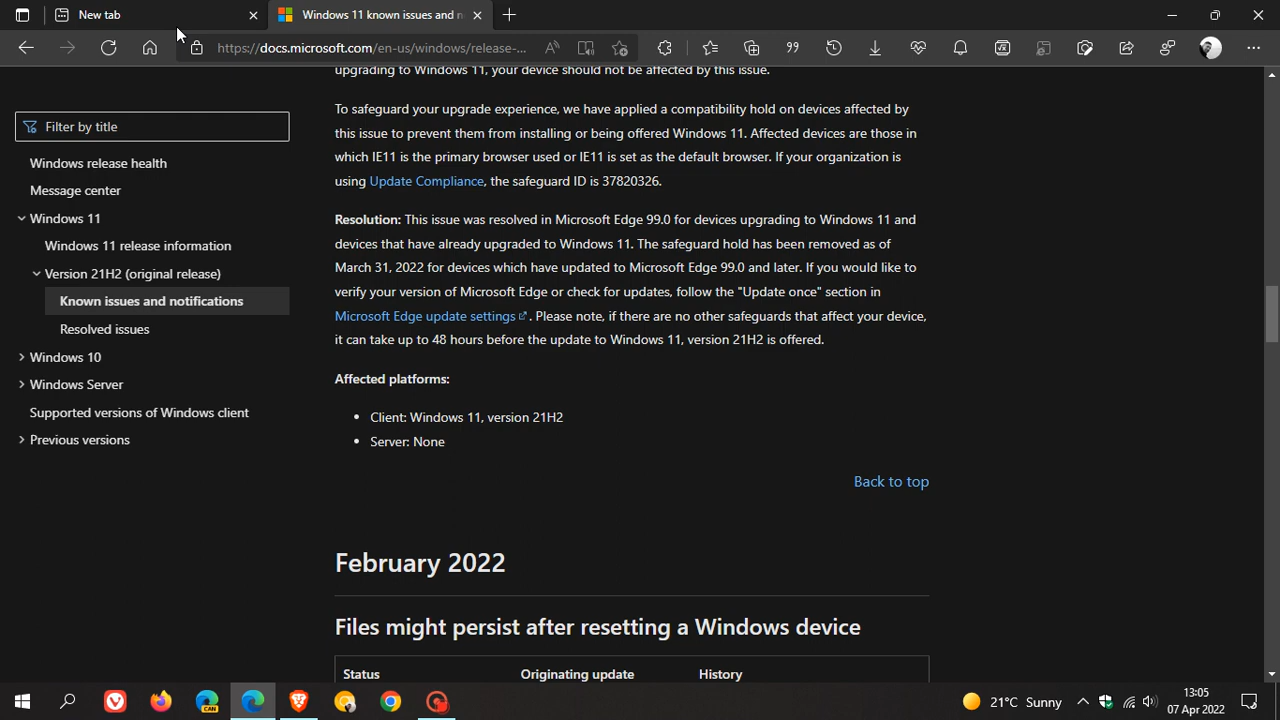 New tab
Windows 11 known issues and n
https://docs.microsoft.com/en-us/windows/release-...
upgrading to Windows 11, your device should not be affected by this issue.
Filter by title
Windows release health
Message center
Windows 11
Windows 11 release information
Version 21H2 (original release)
Known issues and notifications
Resolved issues
Windows 10
Windows Server
Supported versions of Windows client
Previous versions
To safeguard your upgrade experience, we have applied a compatibility hold on devices affected by
this issue to prevent them from installing or being offered Windows 11. Affected devices are those in
which IE11 is the primary browser used or IE11 is set as the default browser. If your organization is
using Update Compliance, the safeguard ID is 37820326.
Resolution: This issue was resolved in Microsoft Edge 99.0 for devices upgrading to Windows 11 and
devices that have already upgraded to Windows 11. The safeguard hold has been removed as of
March 31, 2022 for devices which have updated to Microsoft Edge 99.0 and later. If you would like to
verify your version of Microsoft Edge or check for updates, follow the "Update once" section in
Microsoft Edge update settings . Please note, if there are no other safeguards that affect your device,
it can take up to 48 hours before the update to Windows 11, version 21H2 is offered.
Affected platforms:
• Client: Windows 11, version 21H2
• Server: None
Back to top
February 2022
Files might persist after resetting a Windows device
Status Originating update History
CAN
21°C Sunny
13:05
07 Apr 2022